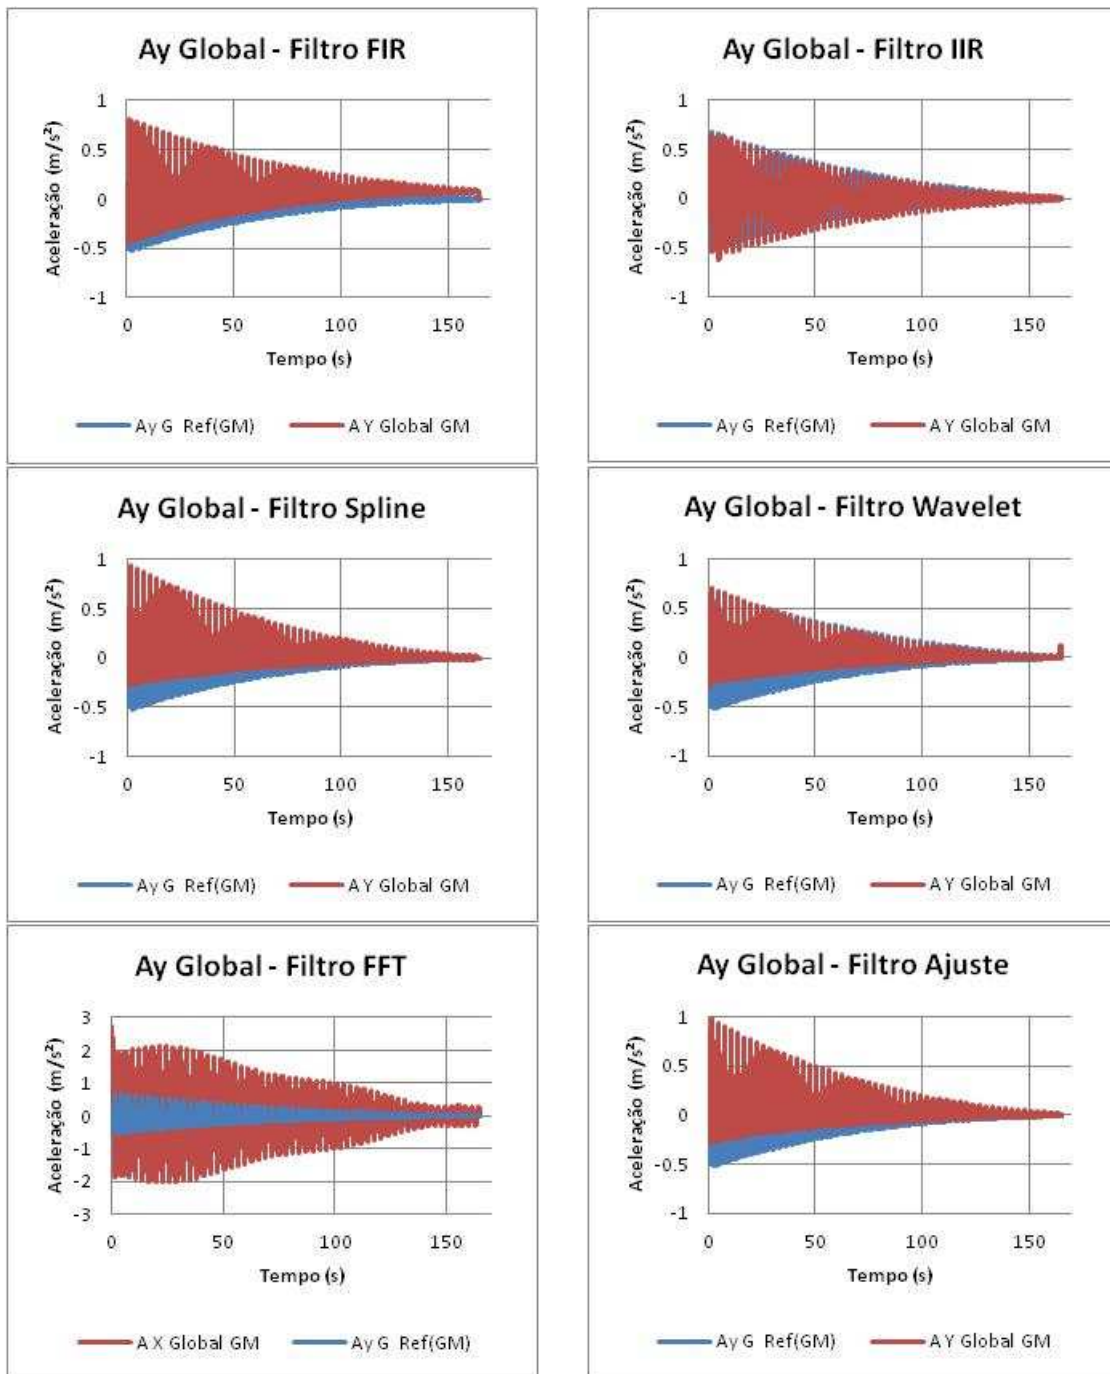 Ay Global - Filtro FIR
Aceleração (m/s²)
1
0.5
0
-0.5
-1
0 50 100 150
Tempo (s)
Ay G Ref(GM) AY Global GM
Ay Global - Filtro IIR
Aceleração (m/s²)
1
0.5
0
-0.5
-1
0 50 100 150
Tempo (s)
Ay G Ref(GM) AY Global GM
Ay Global - Filtro Spline
Aceleração (m/s²)
1
0.5
0
-0.5
-1
0 50 100 150
Tempo (s)
Ay G Ref(GM) AY Global GM
Ay Global - Filtro Wavelet
Aceleração (m/s²)
1
0.5
0
-0.5
-1
0 50 100 150
Tempo (s)
Ay G Ref(GM) AY Global GM
Ay Global - Filtro FFT
Aceleração (m/s²)
3
2
1
0
-1
-2
-3
0 50 100 150
Tempo (s)
AX Global GM Ay G Ref(GM)
Ay Global - Filtro Ajuste
Aceleração (m/s²)
1
0.5
0
-0.5
-1
0 50 100 150
Tempo (s)
Ay G Ref(GM) AY Global GM